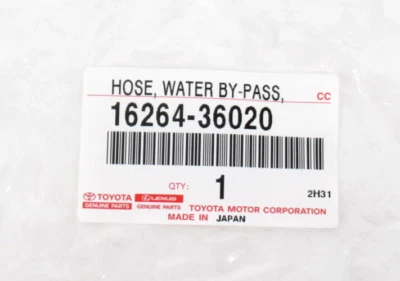 HOSE, WATER BY-PASS, CC
16264-36020
QTY: 1 2H31
TOYOTA LEXUS
GENUINE PARTS GENUINE PARTS TOYOTA MOTOR CORPORATION
MADE IN JAPAN